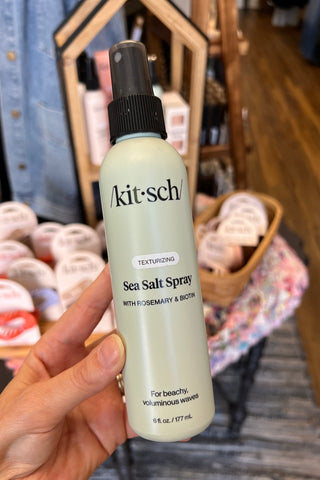 /kit·sch/
TEXTURIZING
Sea Salt Spray
WITH ROSEMARY & BIOTIN
For beachy,
voluminous waves
6 fl. oz. / 177 mL